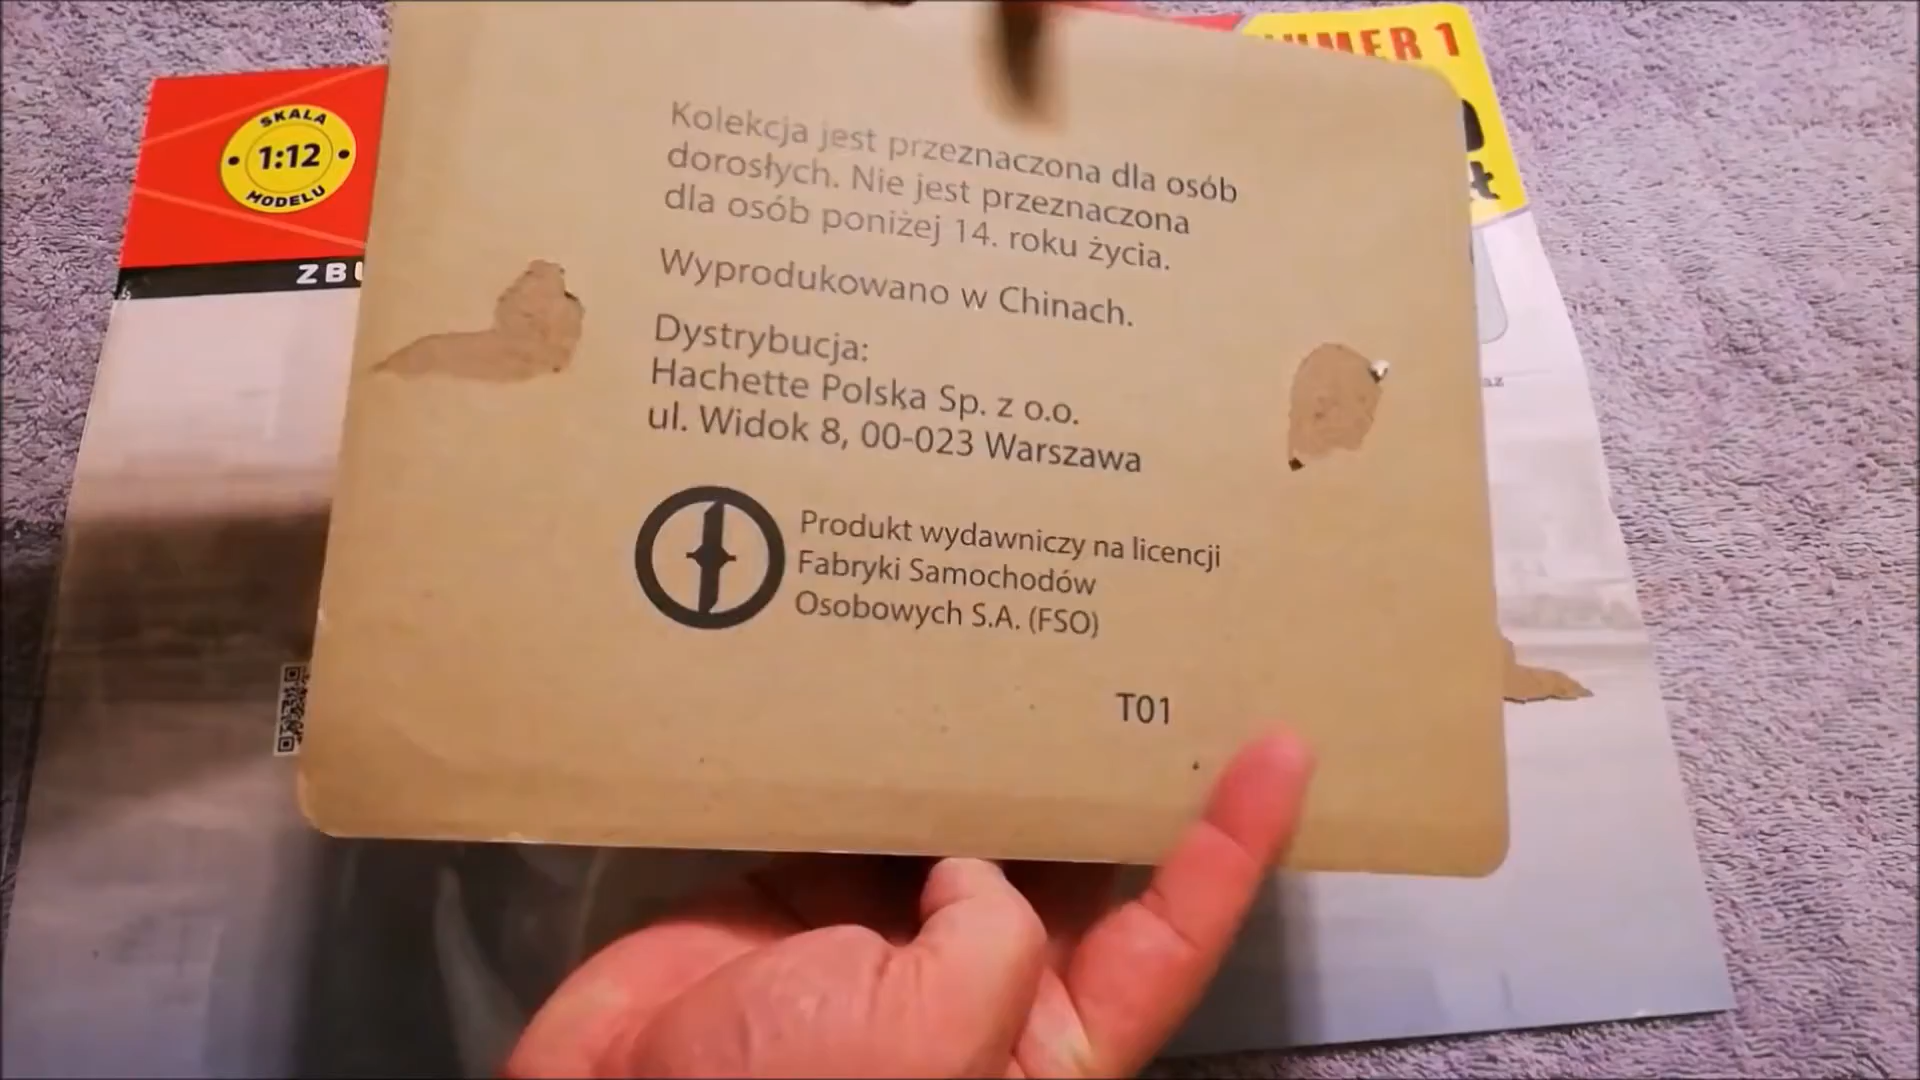 NUMER 1
SKALA
1:12
MODELU
Kolekcja jest przeznaczona dla osób
dorosłych. Nie jest przeznaczona
dla osób poniżej 14. roku życia.
Wyprodukowano w Chinach.
Dystrybucja:
Hachette Polska Sp. z o.o.
ul. Widok 8, 00-023 Warszawa
Produkt wydawniczy na licencji
Fabryki Samochodów
Osobowych S.A. (FSO)
T01